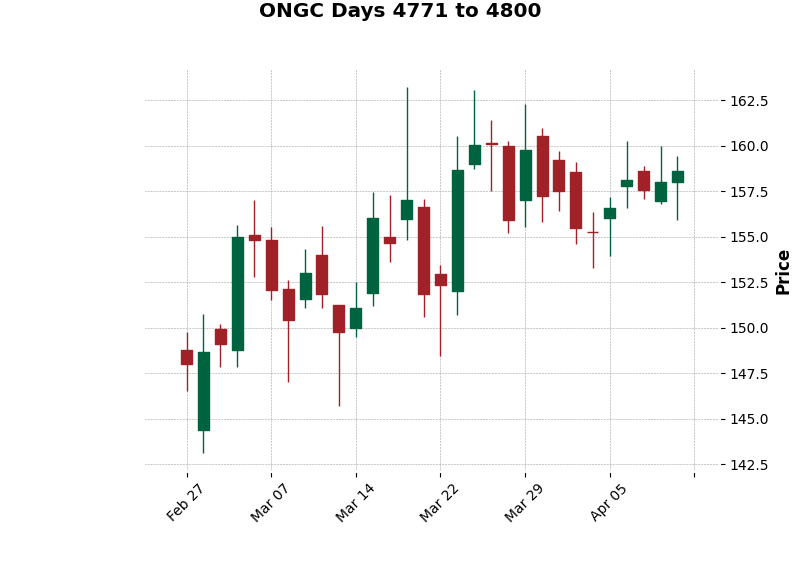 ONGC Days 4771 to 4800
162.5
160.0
157.5
155.0
152.5
150.0
147.5
145.0
142.5
Price
Feb 27
Mar 07
Mar 14
Mar 22
Mar 29
Apr 05